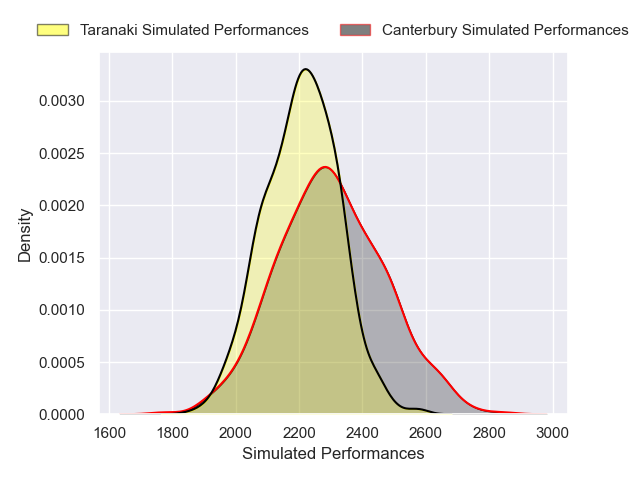 Taranaki Simulated Performances Canterbury Simulated Performances
0.0030
0.0025
0.0020
0.0015
0.0010
0.0005
0.0000
Density
1600 1800 2000 2200 2400 2600 2800 3000
Simulated Performances